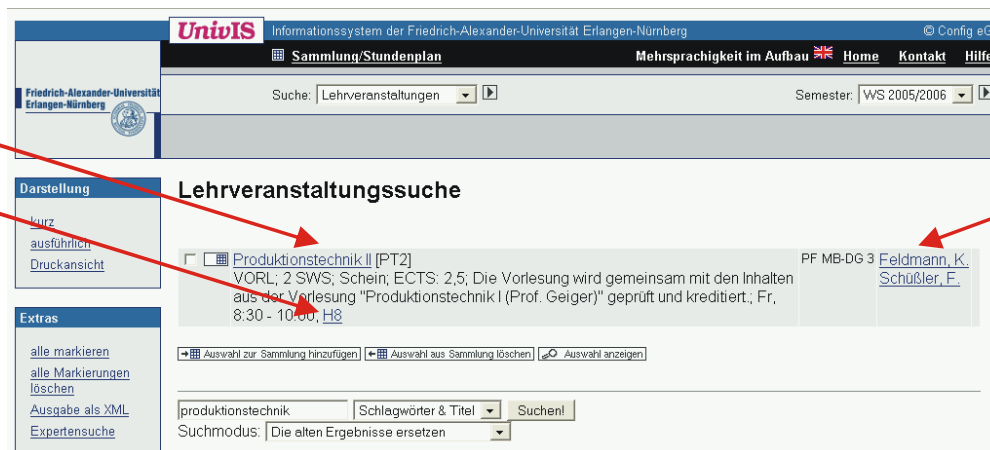 UnivIS Informationssystem der Friedrich-Alexander-Universität Erlangen-Nürnberg © Config eG
Sammlung/Stundenplan Mehrsprachigkeit im Aufbau Home Kontakt Hilfe
Friedrich-Alexander-Universität
Erlangen-Nürnberg
Suche: Lehrveranstaltungen Semester: WS 2005/2006
Darstellung
kurz
ausführlich
Druckansicht
Extras
alle markieren
alle Markierungen
löschen
Ausgabe als XML
Expertensuche
Lehrveranstaltungssuche
Produktionstechnik II [PT2] PF MB-DG 3 Feldmann, K.
Schüßler, F.
VORL; 2 SWS; Schein; ECTS: 2,5; Die Vorlesung wird gemeinsam mit den Inhalten
aus der Vorlesung "Produktionstechnik I (Prof. Geiger)" geprüft und kreditiert.; Fr,
8:30 - 10:00, H8
Auswahl zur Sammlung hinzufügen Auswahl aus Sammlung löschen Auswahl anzeigen
produktionstechnik Schlagwörter & Titel Suchen!
Suchmodus: Die alten Ergebnisse ersetzen